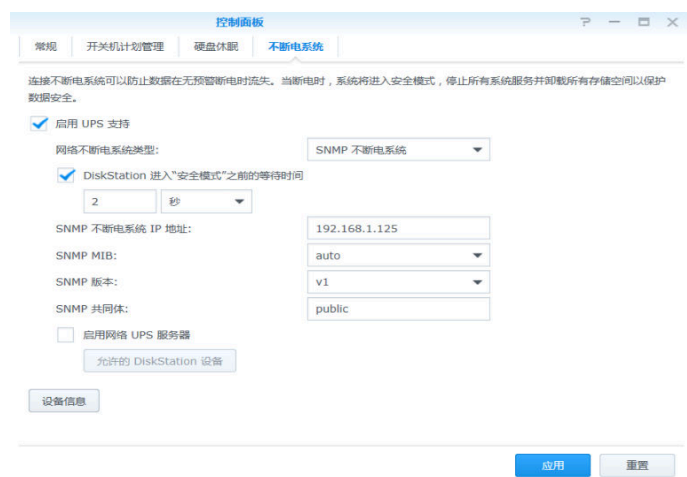 控制面板
常规 开关机计划管理 硬盘休眠 不断电系统
连接不断电系统可以防止数据在无预警断电时流失。当断电时，系统将进入安全模式，停止所有系统服务并卸载所有存储空间以保护
数据安全。
启用 UPS 支持
网络不断电系统类型: SNMP 不断电系统
DiskStation 进入“安全模式”之前的等待时间
2 秒
SNMP 不断电系统 IP 地址: 192.168.1.125
SNMP MIB: auto
SNMP 版本: v1
SNMP 共同体: public
启用网络 UPS 服务器
允许的 DiskStation 设备
设备信息
应用 重置